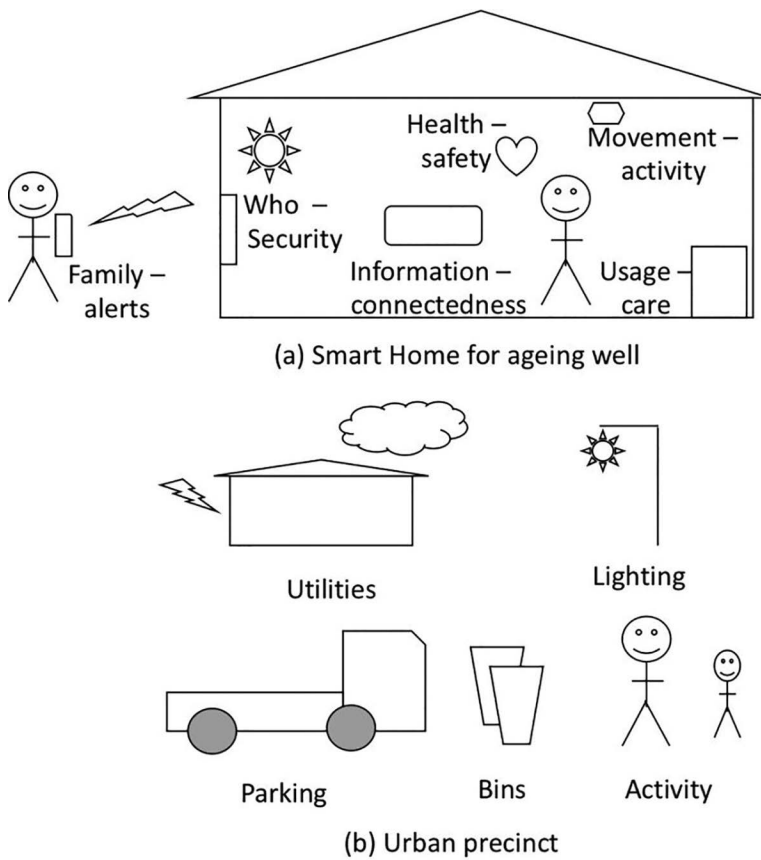 Health –
safety
Movement –
activity
Who –
Security
Family –
alerts
Information –
connectedness
Usage –
care
(a) Smart Home for ageing well
Utilities
Lighting
Parking
Bins
Activity
(b) Urban precinct